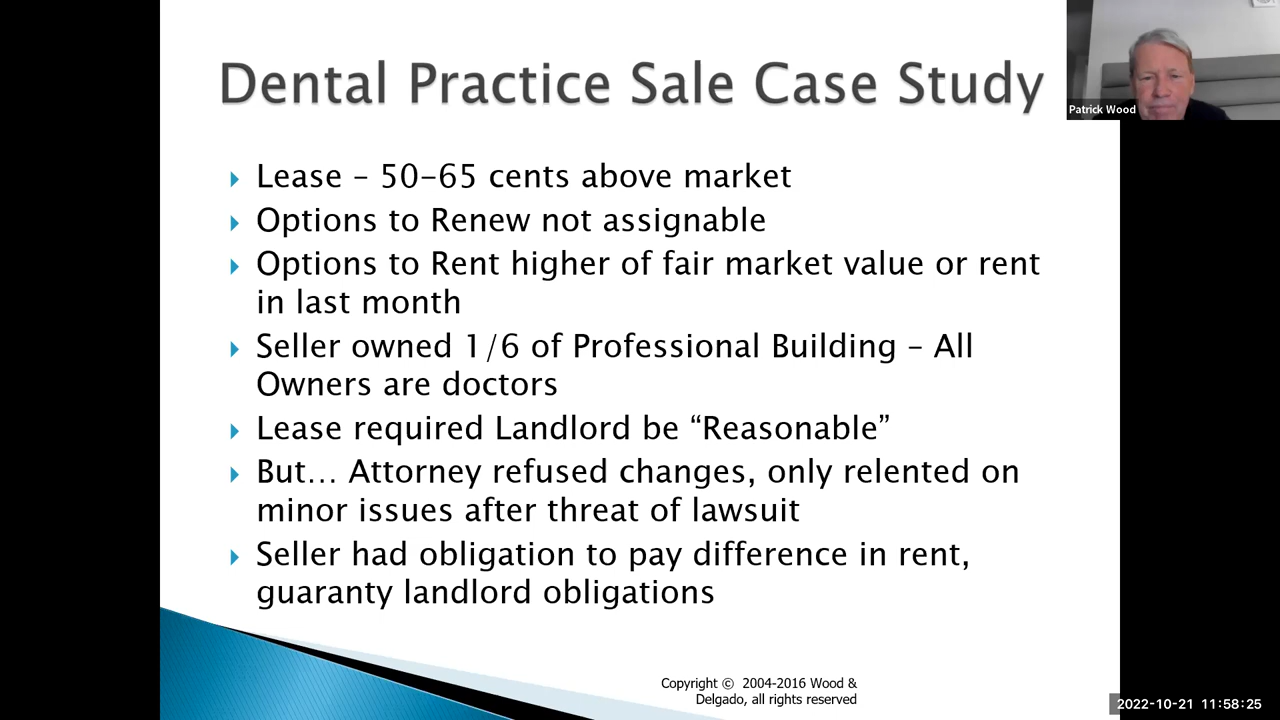 Dental Practice Sale Case Study
Patrick Wood
Lease – 50-65 cents above market
Options to Renew not assignable
Options to Rent higher of fair market value or rent
in last month
Seller owned 1/6 of Professional Building – All
Owners are doctors
Lease required Landlord be “Reasonable”
But… Attorney refused changes, only relented on
minor issues after threat of lawsuit
Seller had obligation to pay difference in rent,
guaranty landlord obligations
Copyright © 2004-2016 Wood &
Delgado, all rights reserved
2022-10-21 11:58:25